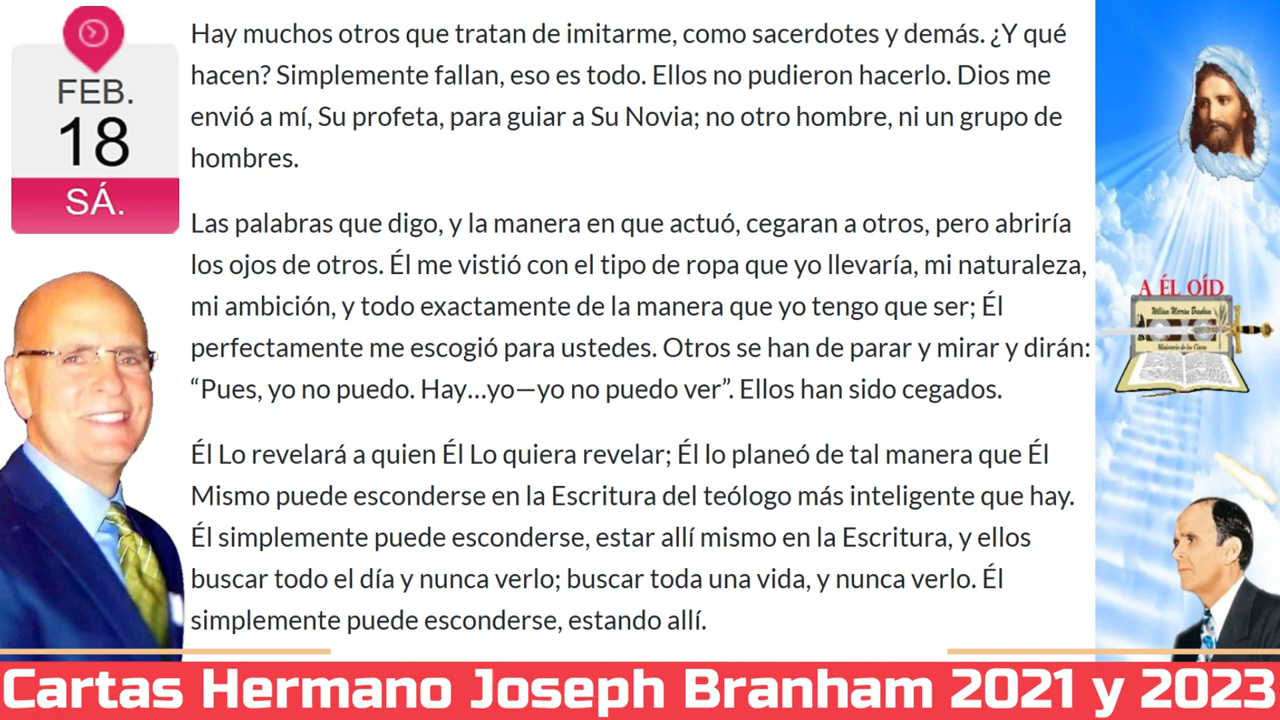 FEB.
18
SÁ.
Hay muchos otros que tratan de imitarme, como sacerdotes y demás. ¿Y qué
hacen? Simplemente fallan, eso es todo. Ellos no pudieron hacerlo. Dios me
envió a mí, Su profeta, para guiar a Su Novia; no otro hombre, ni un grupo de
hombres.
Las palabras que digo, y la manera en que actuó, cegaran a otros, pero abriría
los ojos de otros. Él me vistió con el tipo de ropa que yo llevaría, mi naturaleza,
mi ambición, y todo exactamente de la manera que yo tengo que ser; Él
perfectamente me escogió para ustedes. Otros se han de parar y mirar y dirán:
“Pues, yo no puedo. Hay...yo—yo no puedo ver”. Ellos han sido cegados.
Él Lo revelará a quien Él Lo quiera revelar; Él lo planeó de tal manera que Él
Mismo puede esconderse en la Escritura del teólogo más inteligente que hay.
Él simplemente puede esconderse, estar allí mismo en la Escritura, y ellos
buscar todo el día y nunca verlo; buscar toda una vida, y nunca verlo. Él
simplemente puede esconderse, estando allí.
A ÉL OÍD
William Marrion Branham
Ministerio de las Cintas
Cartas Hermano Joseph Branham 2021 y 2023